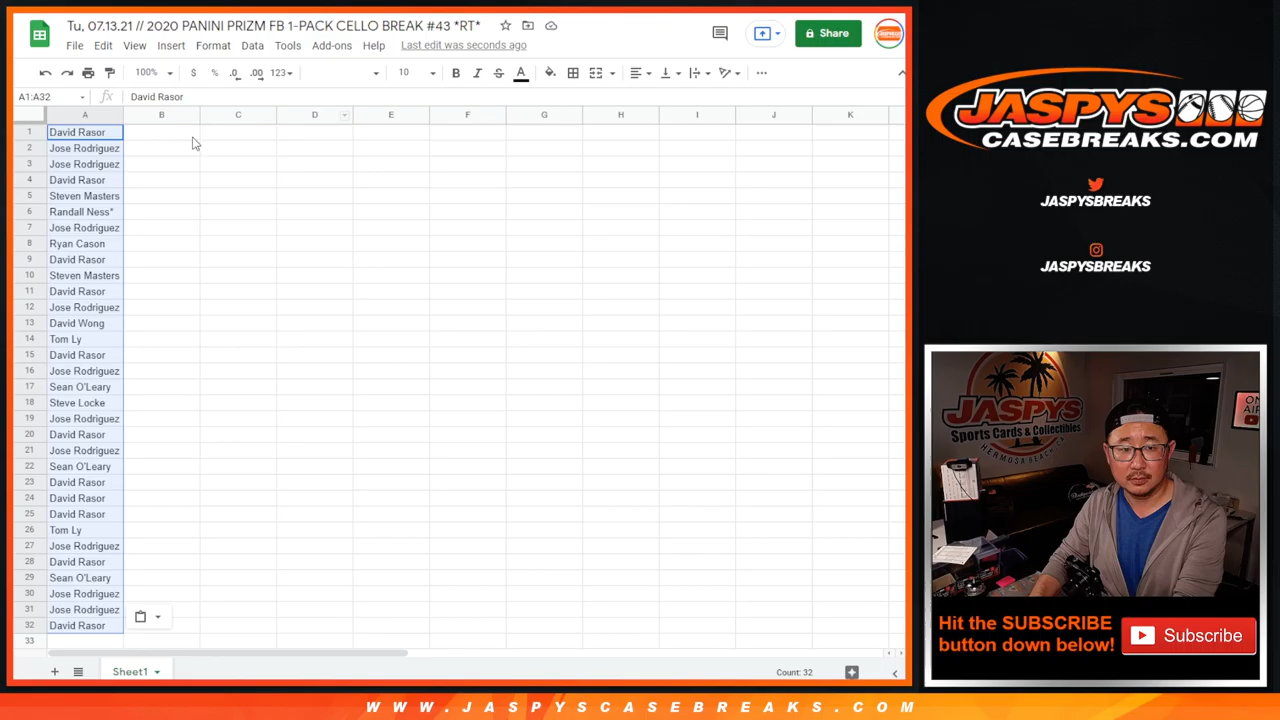 Tu, 07.13.21 // 2020 PANINI PRIZM FB 1-PACK CELLO BREAK #43 *RT*
File Edit View Insert Format Data Tools Add-ons Help Last edit was seconds ago
Share
100% $ % .0 .00 123 10 B I S A
A1:A32 fx David Rasor
A B C D E F G H I J K
1 David Rasor
2 Jose Rodriguez
3 Jose Rodriguez
4 David Rasor
5 Steven Masters
6 Randall Ness*
7 Jose Rodriguez
8 Ryan Cason
9 David Rasor
10 Steven Masters
11 David Rasor
12 Jose Rodriguez
13 David Wong
14 Tom Ly
15 David Rasor
16 Jose Rodriguez
17 Sean O'Leary
18 Steve Locke
19 Jose Rodriguez
20 David Rasor
21 Jose Rodriguez
22 Sean O'Leary
23 David Rasor
24 David Rasor
25 David Rasor
26 Tom Ly
27 Jose Rodriguez
28 David Rasor
29 Sean O'Leary
30 Jose Rodriguez
31 Jose Rodriguez
32 David Rasor
33
Sheet1
Count: 32
JASPYS
CASEBREAKS.COM
JASPYSBREAKS
JASPYSBREAKS
JASPYS
Sports Cards & Collectibles
HERMOSA BEACH, CA
ON
AIR
Hit the SUBSCRIBE
button down below!
Subscribe
WWW.JASPYSCASEBREAKS.COM